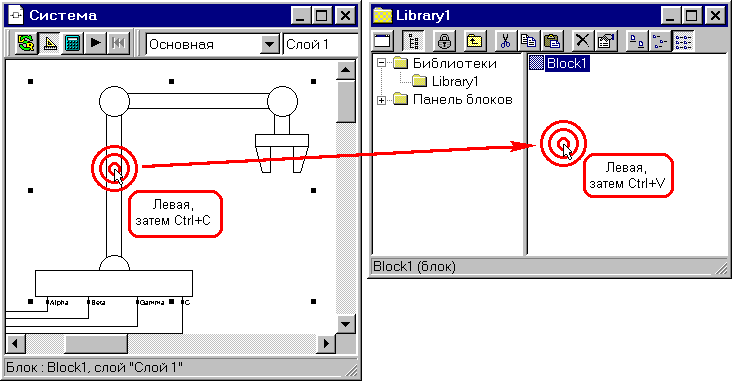 Система
Основная
Слой 1
Левая,
затем Ctrl+C
Alpha
Beta
Gamma
C
Блок : Block1, слой "Слой 1"
Library1
Библиотеки
Library1
Панель блоков
Block1
Левая,
затем Ctrl+V
Block1 (блок)